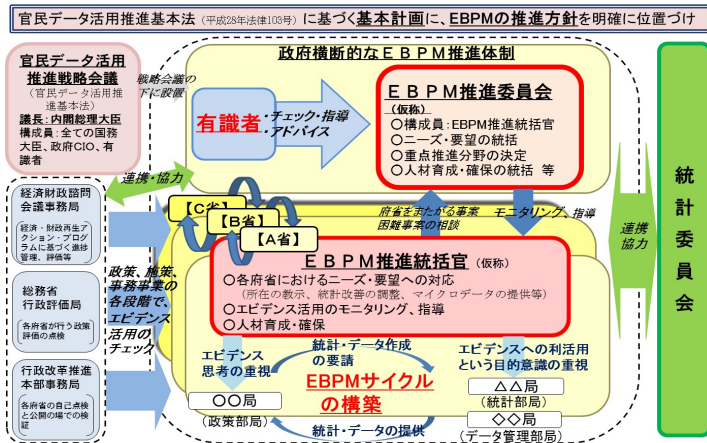 官民データ活用推進基本法（平成28年法律103号）に基づく基本計画に、EBPMの推進方針を明確に位置づけ
官民データ活用
推進戦略会議
（官民データ活用推
進基本法）
議長：内閣総理大臣
構成員：全ての国務
大臣、政府CIO、有
識者
戦略会議の
下に設置
連携・協力
政府横断的なＥＢＰＭ推進体制
有識者
・チェック・指導
・アドバイス
ＥＢＰＭ推進委員会
（仮称）
○構成員：EBPM推進統括官
○ニーズ・要望の統括
○重点推進分野の決定
○人材育成・確保の統括 等
連携
協力
統計委員会
経済財政諮問
会議事務局
経済・財政再生ア
クション・プログ
ラムに基づく進捗
管理、評価等
総務省
行政評価局
各府省が行う政策
評価の点検
行政改革推進
本部事務局
各府省の自己点検
と公開の場での検
証
政策、施策、
事務事業の
各段階で、
エビデンス
活用の
チェック
【C省】
【B省】
【A省】
府省をまたがる事案
困難事案の相談
モニタリング、指導
ＥＢＰＭ推進統括官（仮称）
○各府省におけるニーズ・要望への対応
（所在の教示、統計改善の調整、マイクロデータの提供等）
○エビデンス活用のモニタリング、指導
○人材育成・確保
エビデンス
思考の重視
統計・データ作成
の要請
エビデンスへの利活用
という目的意識の重視
EBPMサイクル
の構築
○○局
（政策部局）
△△局
（統計部局）
◇◇局
（データ管理部局）
統計・データの提供